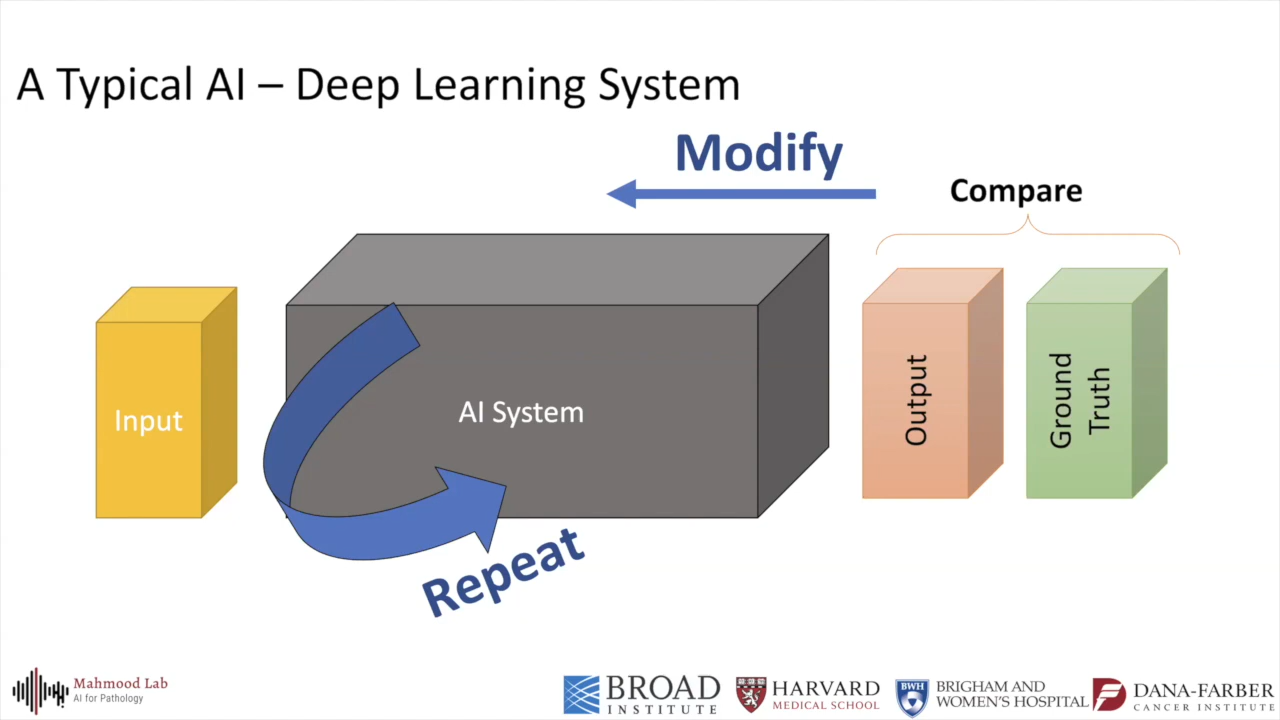 A Typical AI – Deep Learning System
Modify
Compare
Input
AI System
Output
Ground
Truth
Repeat
Mahmood Lab
AI for Pathology
BROAD
INSTITUTE
HARVARD
MEDICAL SCHOOL
BWH
BRIGHAM AND
WOMEN'S HOSPITAL
DANA-FARBER
CANCER INSTITUTE